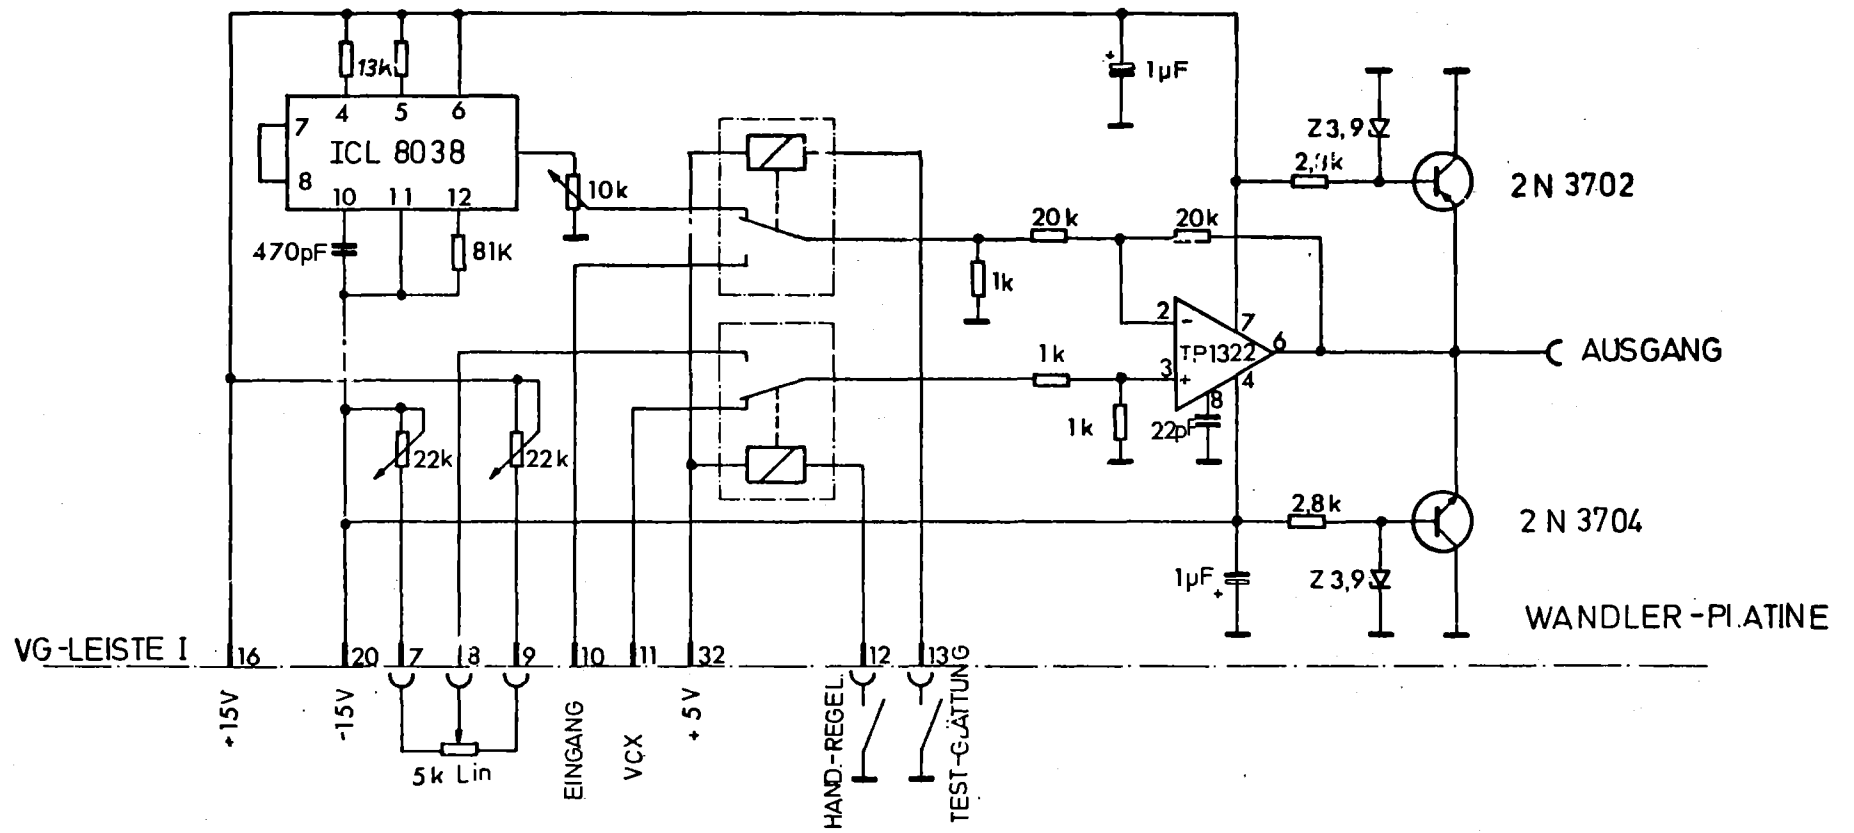 13k
1µF
4 5 6
7
ICL 8038
8
10 11 12
10k
Z 3,9
2 N 3702
20k 20k
470pF 81K
1k
2 - 7
TP1322 6
AUSGANG
1k 3 + 4
8
1k 22pF
22k 22k
2,8k
2 N 3704
1µF + Z 3,9
WANDLER-PLATINE
VG-LEISTE I 16 20 7 8 9 10 11 32 12 13
+15V
-15V
5k Lin
EINGANG
VCX
+ 5V
HAND.-REGEL.
TEST-GLÄTTUNG